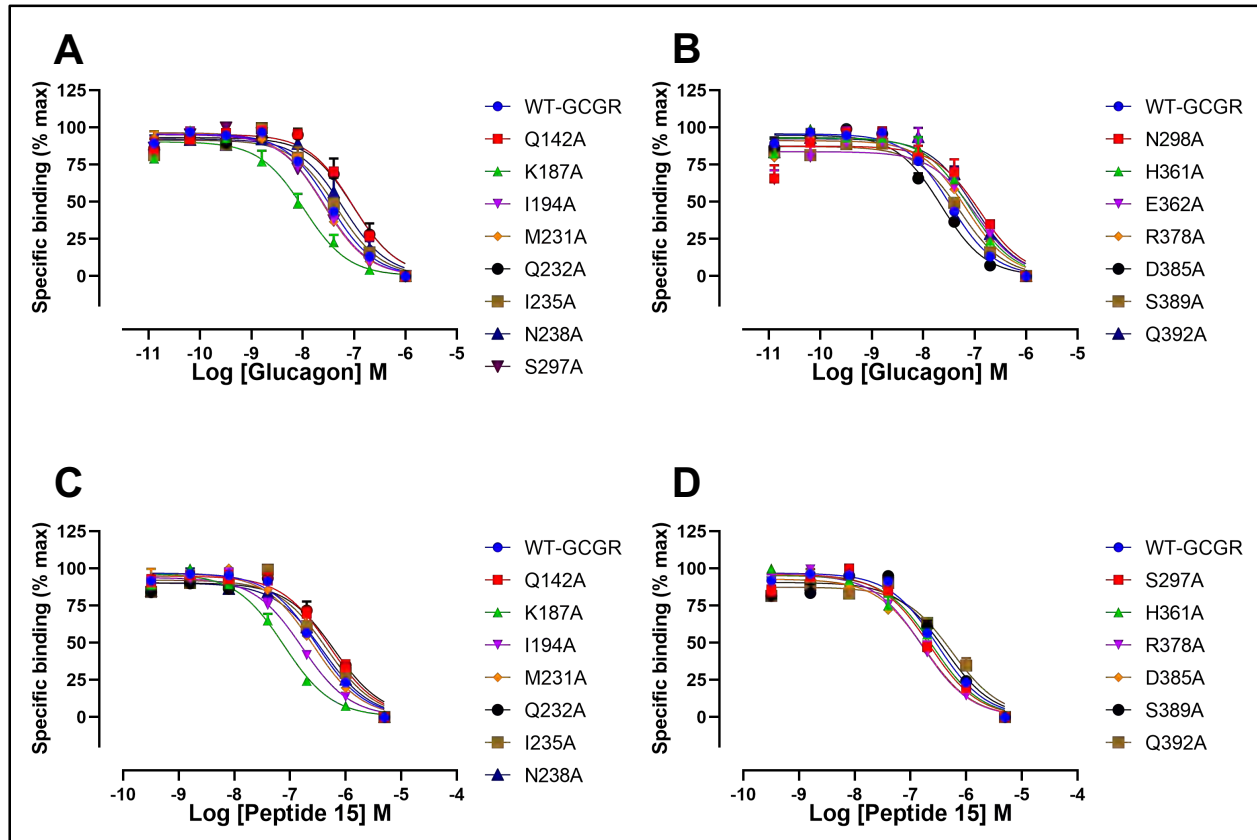 A
Specific binding (% max)
125
100
75
50
25
0
-11 -10 -9 -8 -7 -6 -5
Log [Glucagon] M
WT-GCGR
Q142A
K187A
I194A
M231A
Q232A
I235A
N238A
S297A
B
Specific binding (% max)
125
100
75
50
25
0
-11 -10 -9 -8 -7 -6 -5
Log [Glucagon] M
WT-GCGR
N298A
H361A
E362A
R378A
D385A
S389A
Q392A
C
Specific binding (% max)
125
100
75
50
25
0
-10 -9 -8 -7 -6 -5 -4
Log [Peptide 15] M
WT-GCGR
Q142A
K187A
I194A
M231A
Q232A
I235A
N238A
D
Specific binding (% max)
125
100
75
50
25
0
-10 -9 -8 -7 -6 -5 -4
Log [Peptide 15] M
WT-GCGR
S297A
H361A
R378A
D385A
S389A
Q392A